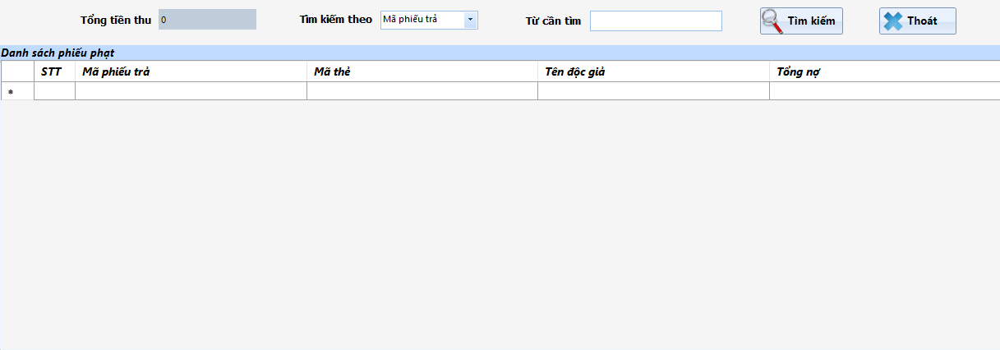 Tổng tiền thu 0 Tìm kiếm theo Mã phiếu trả Từ cần tìm Tìm kiếm Thoát
Danh sách phiếu phạt
STT Mã phiếu trả Mã thẻ Tên độc giả Tổng nợ
*